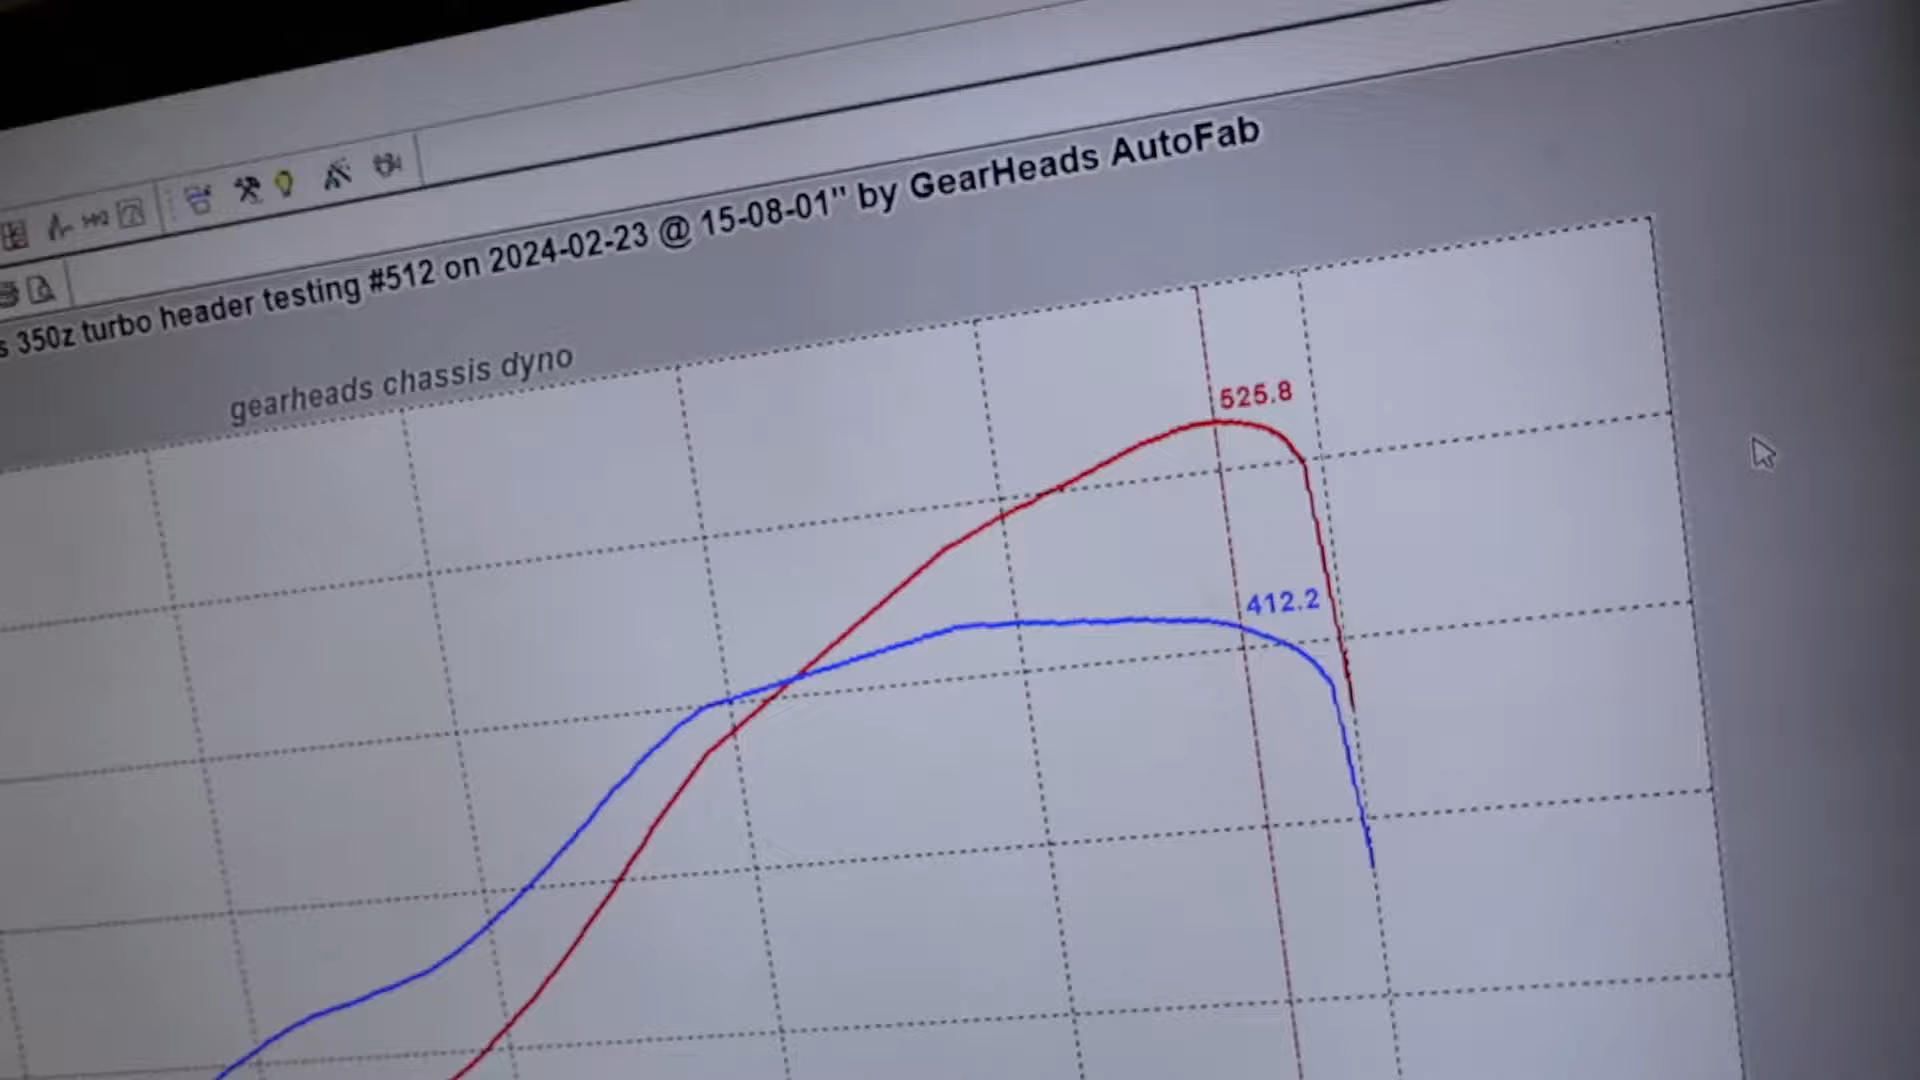 s 350z turbo header testing #512 on 2024-02-23 @ 15-08-01" by GearHeads AutoFab
gearheads chassis dyno
525.8
412.2